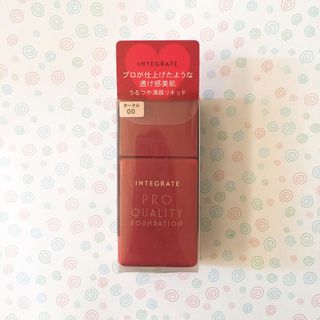 INTEGRATE
プロが仕上げたような
透け感美肌
うるつや薄膜リキッド
オークル
00
INTEGRATE
PRO
QUALITY
FOUNDATION